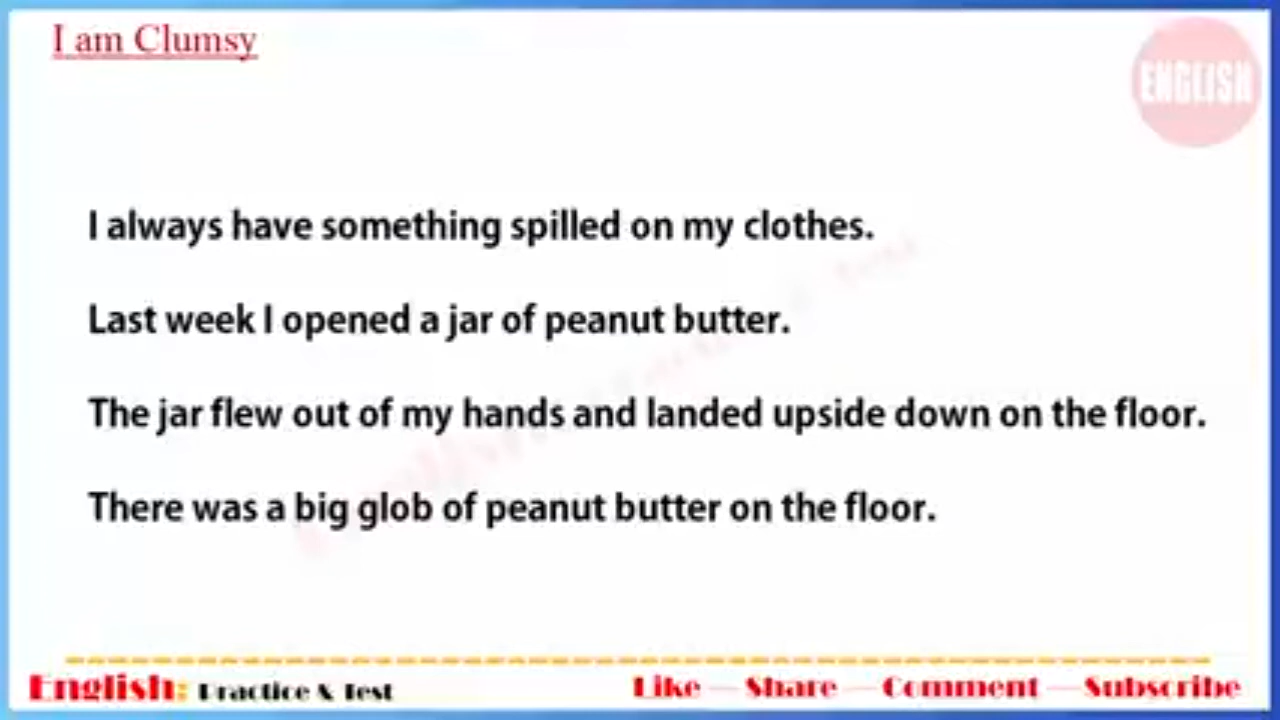 I am Clumsy
ENGLISH
I always have something spilled on my clothes.
Last week I opened a jar of peanut butter.
The jar flew out of my hands and landed upside down on the floor.
There was a big glob of peanut butter on the floor.
English: Practice & Test
Like — Share — Comment — Subscribe